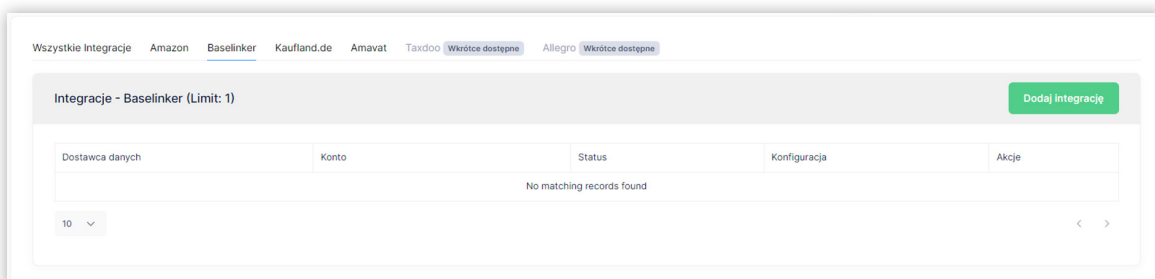 Wszystkie Integracje Amazon Baselinker Kaufland.de Amavat Taxdoo Wkrótce dostępne Allegro Wkrótce dostępne
Integracje - Baselinker (Limit: 1) Dodaj integrację
Dostawca danych Konto Status Konfiguracja Akcje
No matching records found
10